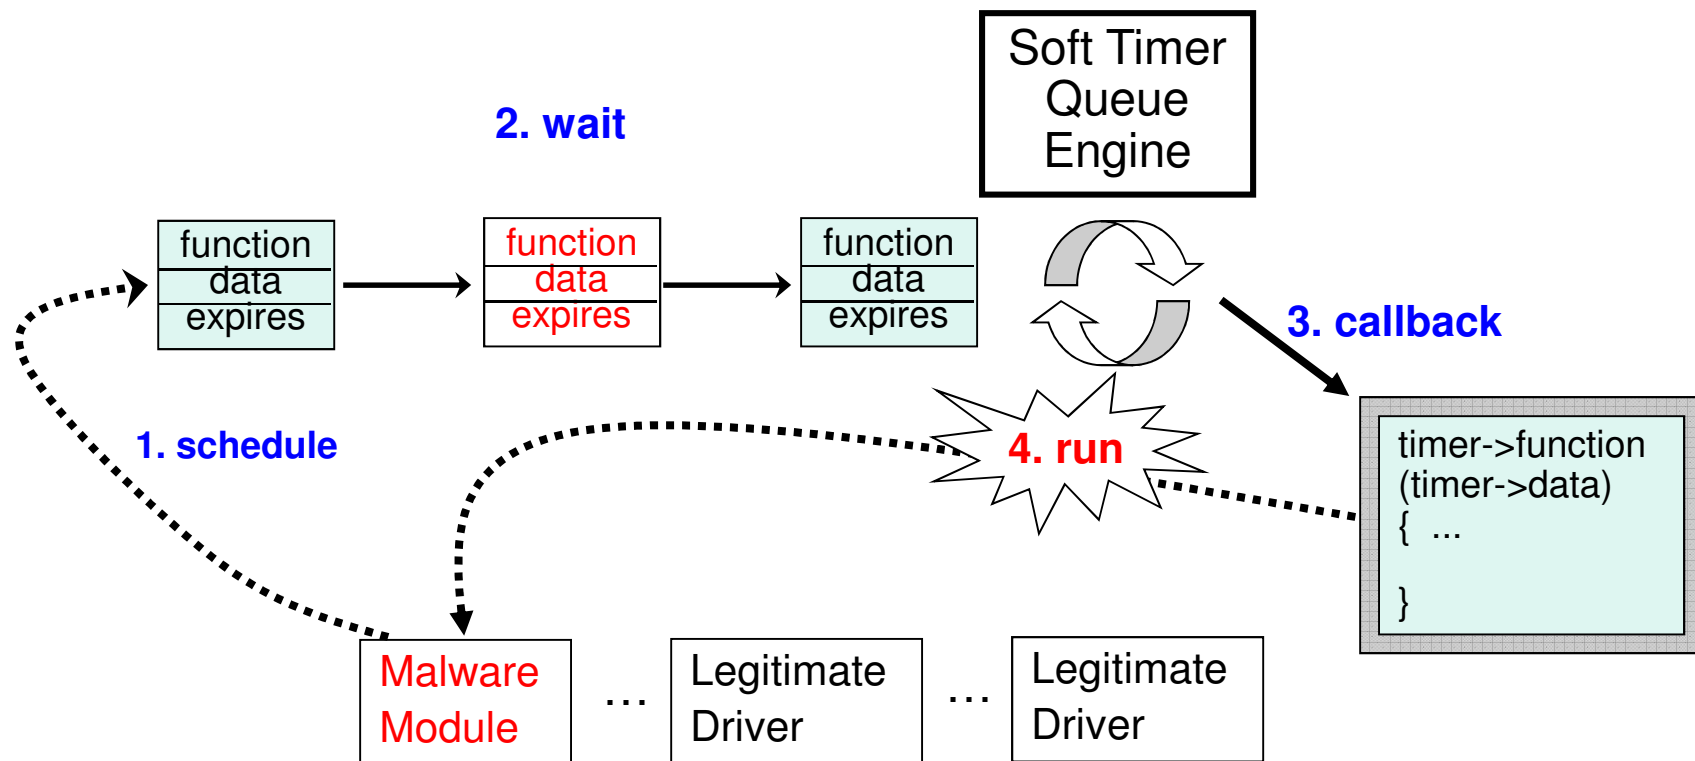 Soft Timer
Queue
Engine
2. wait
function
data
expires
function
data
expires
function
data
expires
3. callback
1. schedule
4. run
timer->function
(timer->data)
{ ...
}
Malware
Module
...
Legitimate
Driver
...
Legitimate
Driver